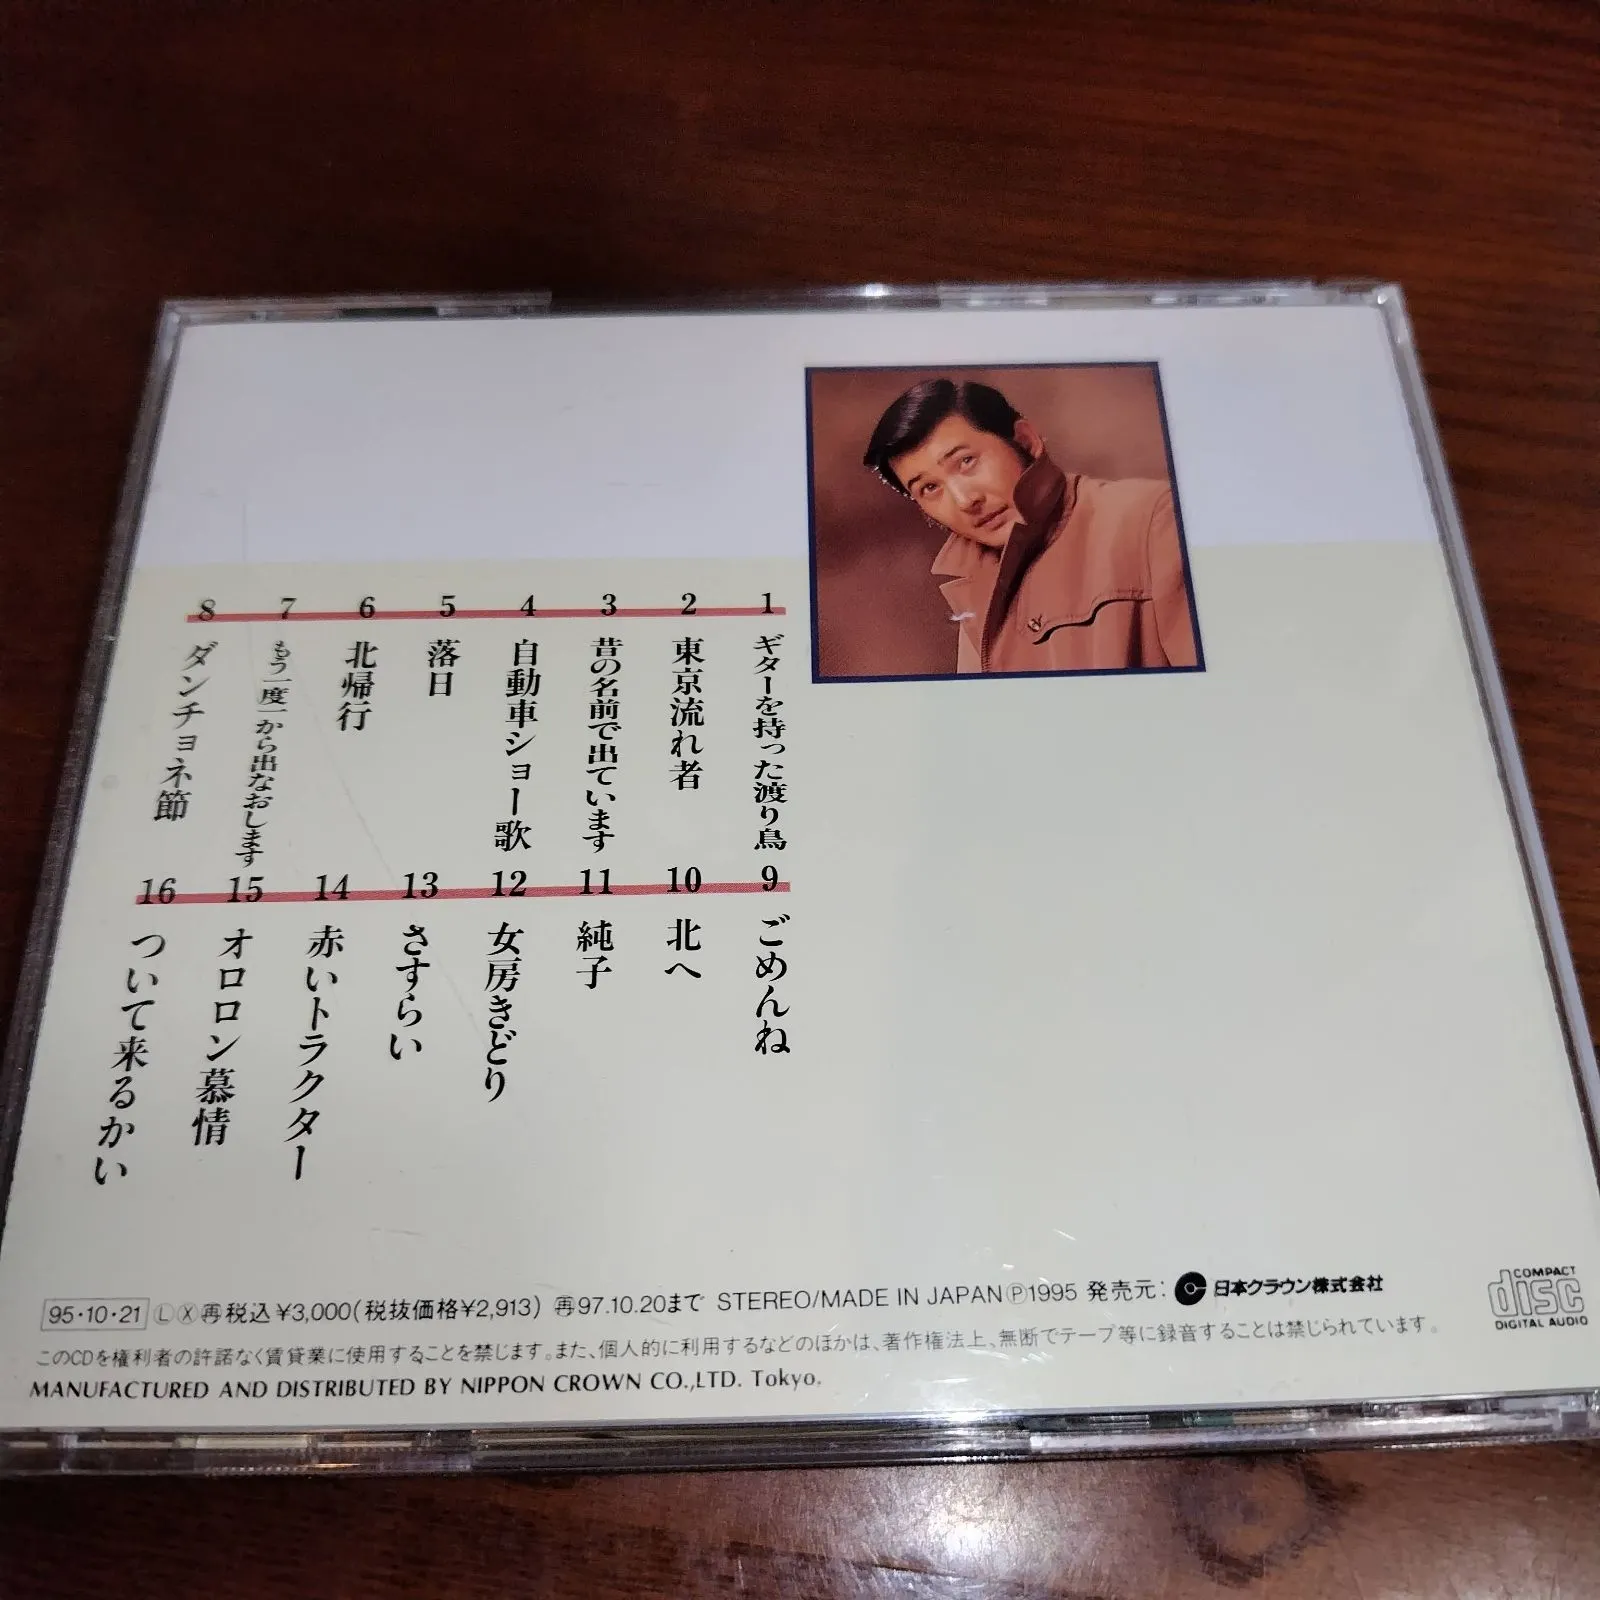 1 ギターを持った渡り鳥
2 東京流れ者
3 昔の名前で出ています
4 自動車ショー歌
5 落日
6 北帰行
7 もう一度一から出なおします
8 ダンチョネ節
9 ごめんね
10 北へ
11 純子
12 女房きどり
13 さすらい
14 赤いトラクター
15 オロロン慕情
16 ついて来るかい
95・10・21 Ⓛ Ⓧ ㊢税込¥3,000(税抜価格¥2,913) 再97.10.20まで STEREO/MADE IN JAPAN Ⓟ1995 発売元: 日本クラウン株式会社
このCDを権利者の許諾なく賃貸業に使用することを禁じます。また、個人的に利用するなどのほかは、著作権法上、無断でテープ等に録音することは禁じられています。
MANUFACTURED AND DISTRIBUTED BY NIPPON CROWN CO.,LTD. Tokyo.
COMPACT
disc
DIGITAL AUDIO